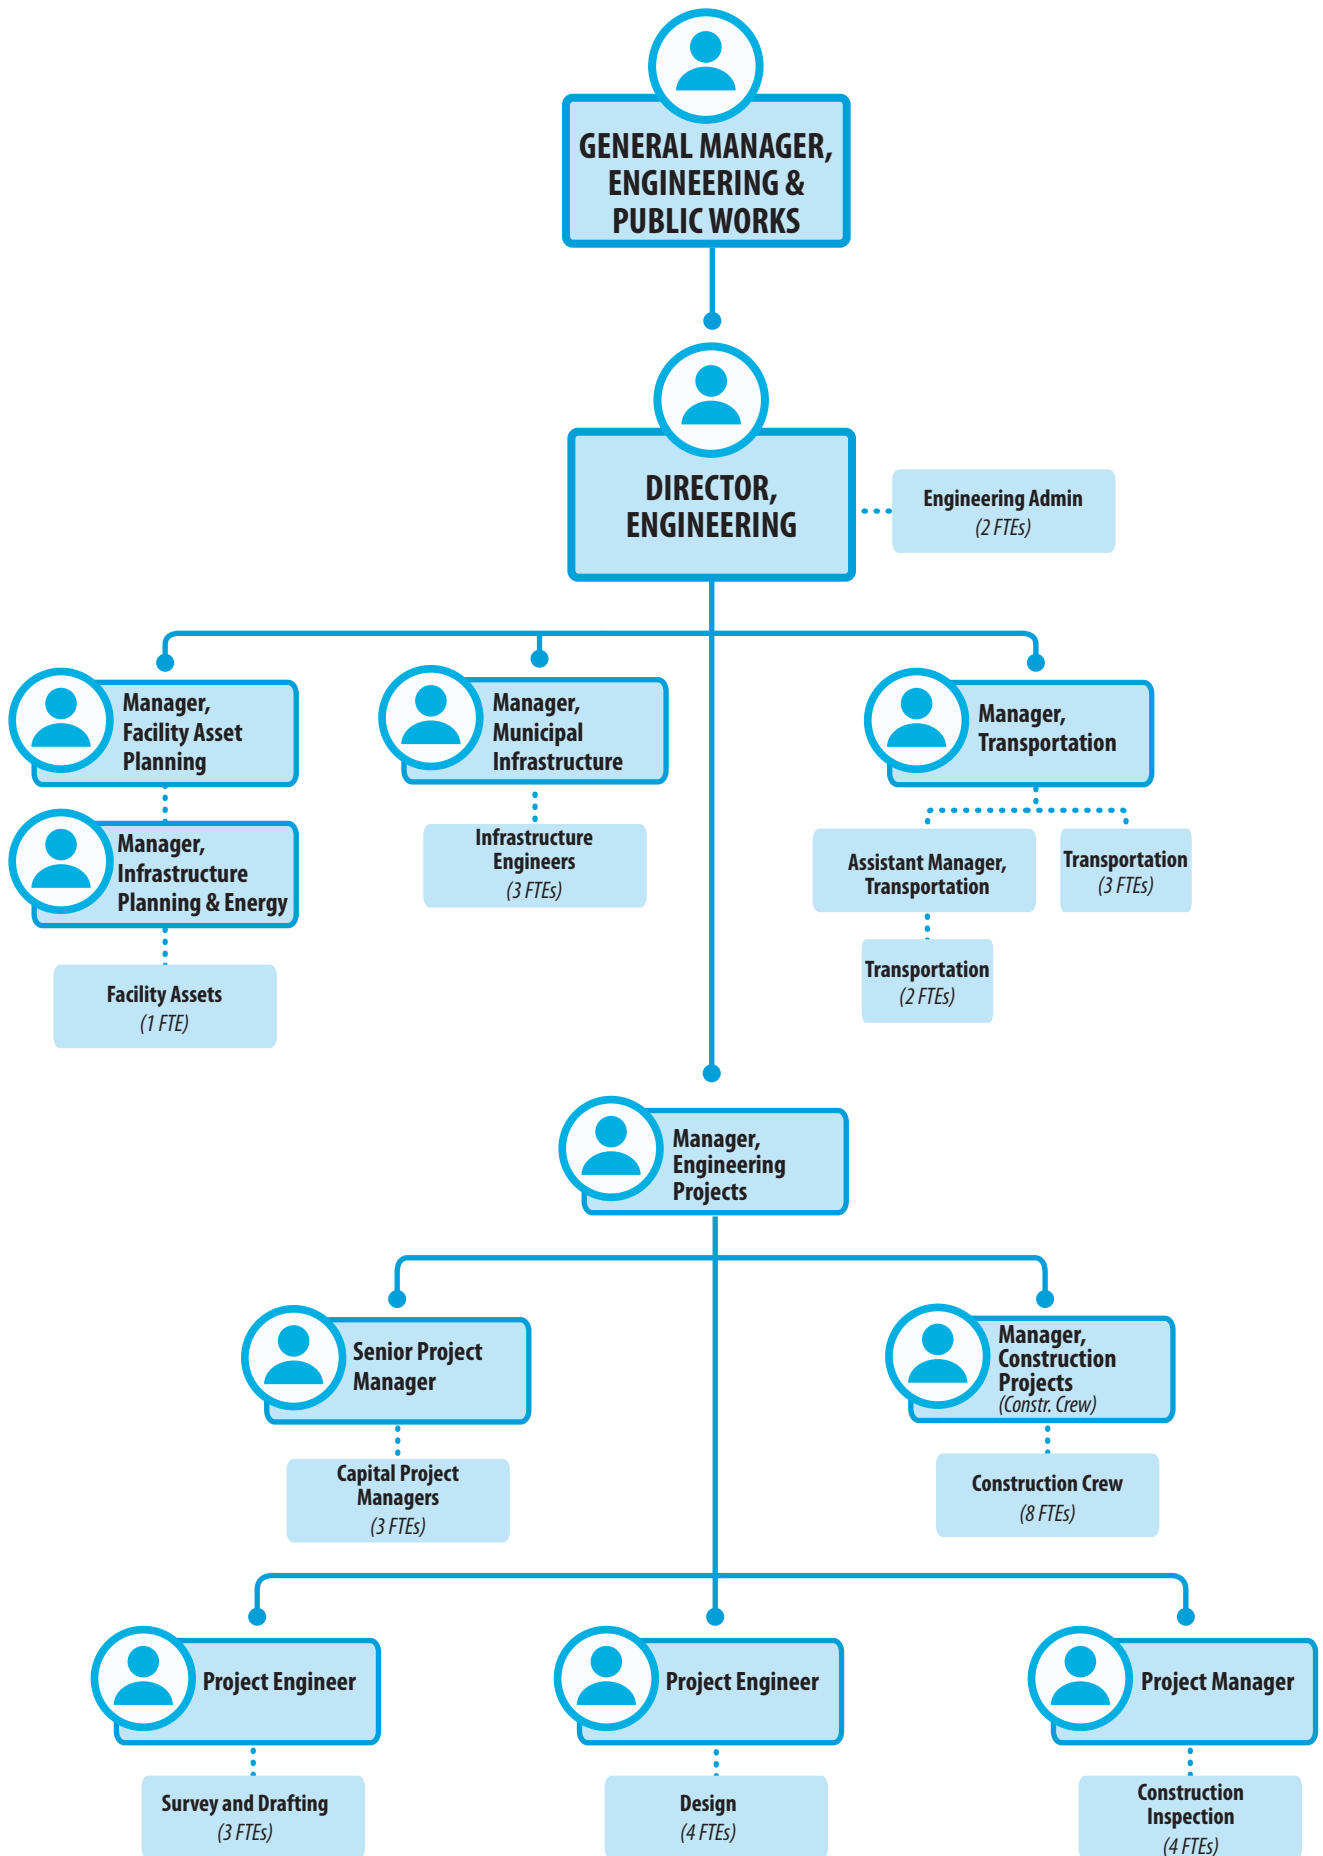 GENERAL MANAGER,
ENGINEERING &
PUBLIC WORKS
DIRECTOR,
ENGINEERING
Engineering Admin
(2 FTEs)
Manager,
Facility Asset
Planning
Manager,
Municipal
Infrastructure
Manager,
Transportation
Manager,
Infrastructure
Planning & Energy
Infrastructure
Engineers
(3 FTEs)
Assistant Manager,
Transportation
Transportation
(3 FTEs)
Facility Assets
(1 FTE)
Transportation
(2 FTEs)
Manager,
Engineering
Projects
Senior Project
Manager
Manager,
Construction
Projects
(Constr. Crew)
Capital Project
Managers
(3 FTEs)
Construction Crew
(8 FTEs)
Project Engineer
Project Engineer
Project Manager
Survey and Drafting
(3 FTEs)
Design
(4 FTEs)
Construction
Inspection
(4 FTEs)